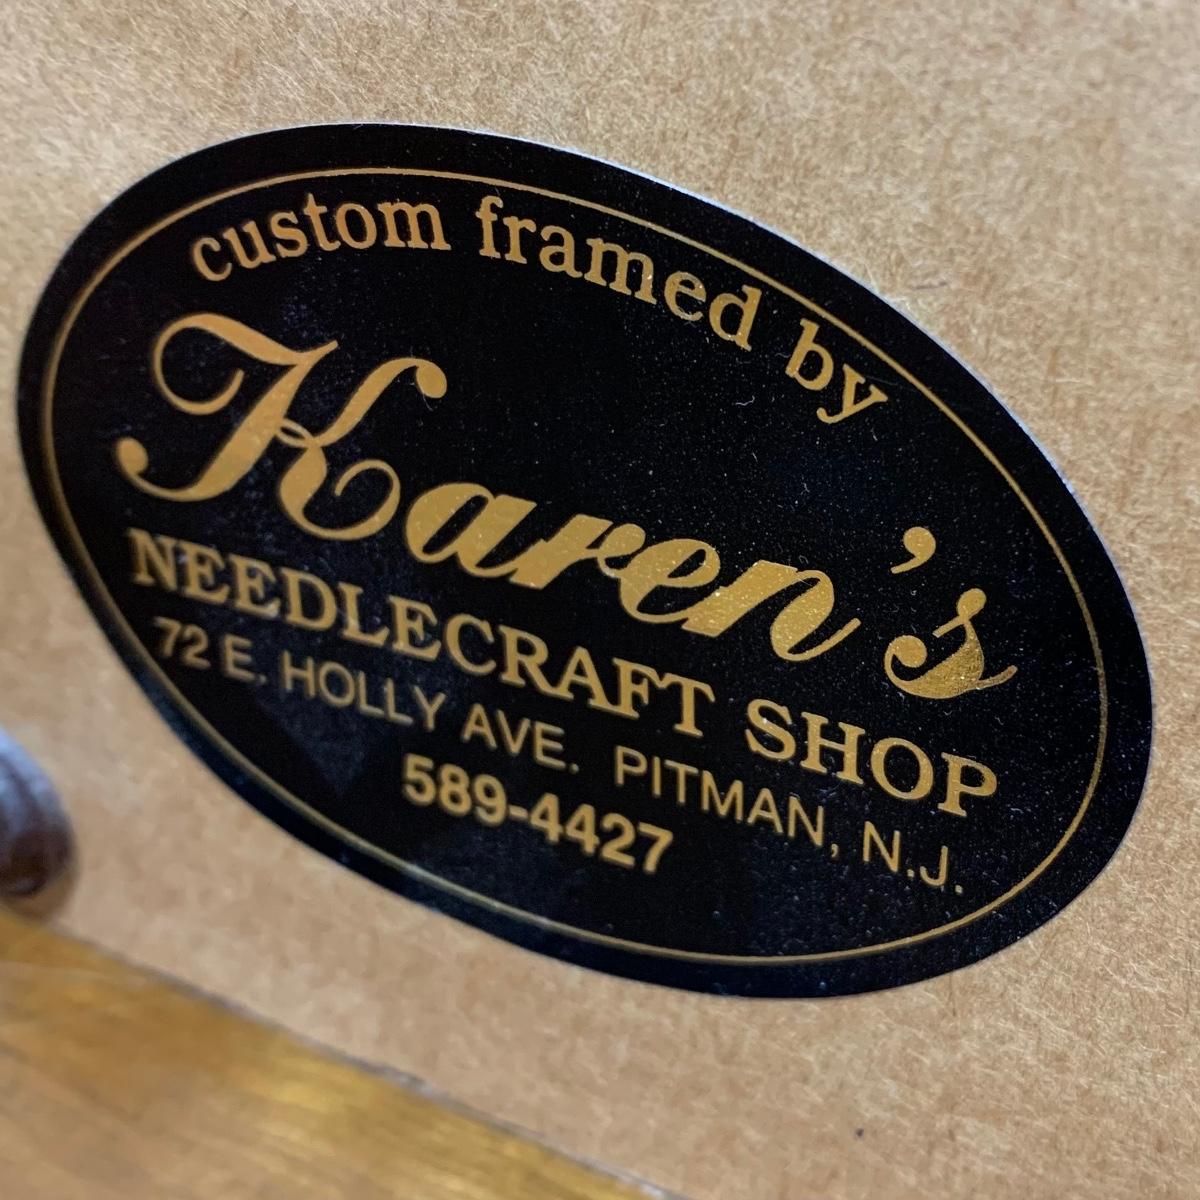 custom framed by
Karen's
NEEDLECRAFT SHOP
72 E. HOLLY AVE. PITMAN, N.J.
589-4427